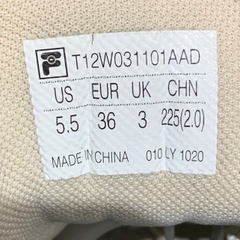 F T12W031101AAD
US EUR UK CHN
5.5 36 3 225(2.0)
MADE IN CHINA 010 LY 1020